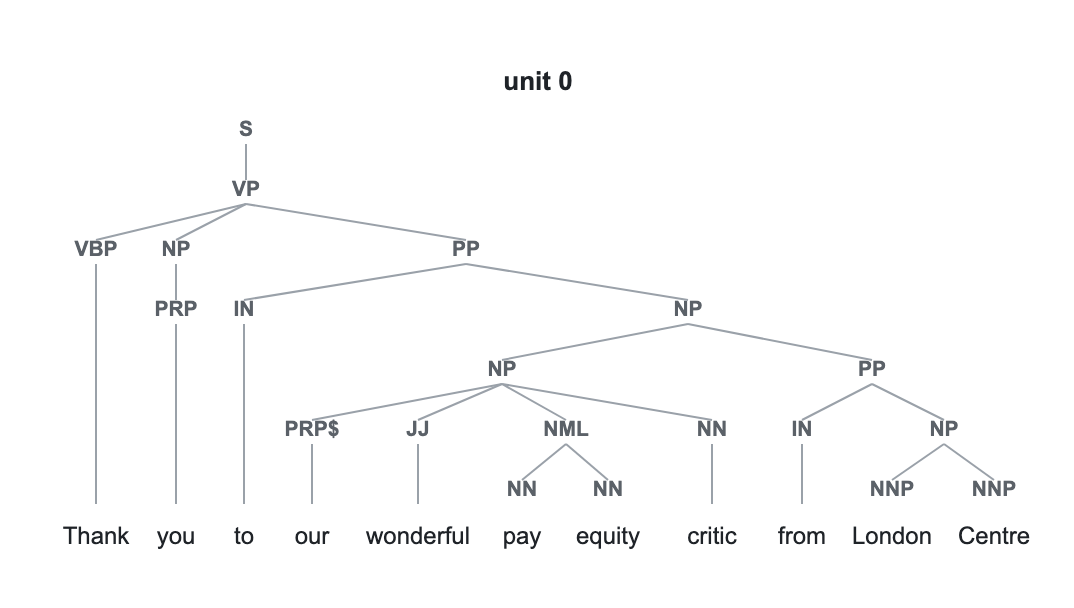 unit 0
S
VP
VBP NP PP
PRP IN NP
NP PP
PRP$ JJ NML NN IN NP
NN NN NNP NNP
Thank you to our wonderful pay equity critic from London Centre